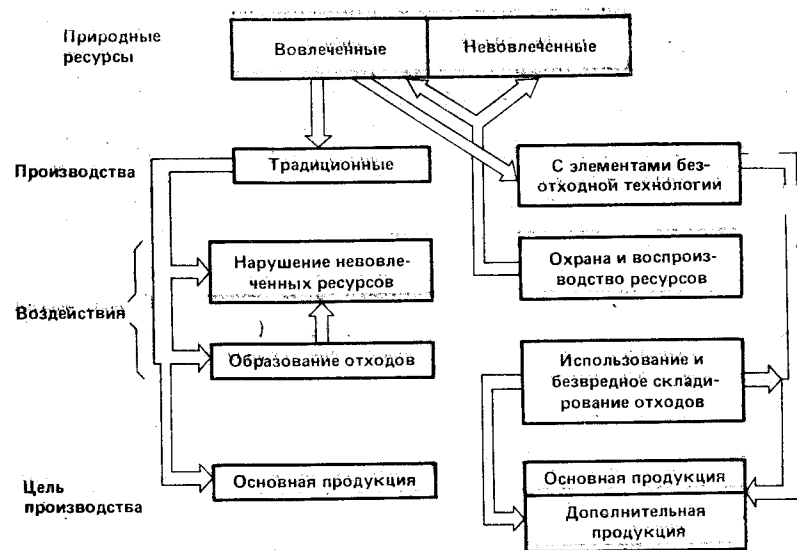 Природные
ресурсы
Вовлеченные
Невовлеченные
Производства
Традиционные
С элементами без-
отходной технологии
Воздействия
Нарушение невовле-
ченных ресурсов
Охрана и воспроиз-
водство ресурсов
Образование отходов
Использование и
безвредное складиро-
рование отходов
Цель
производства
Основная продукция
Основная продукция
Дополнительная
продукция